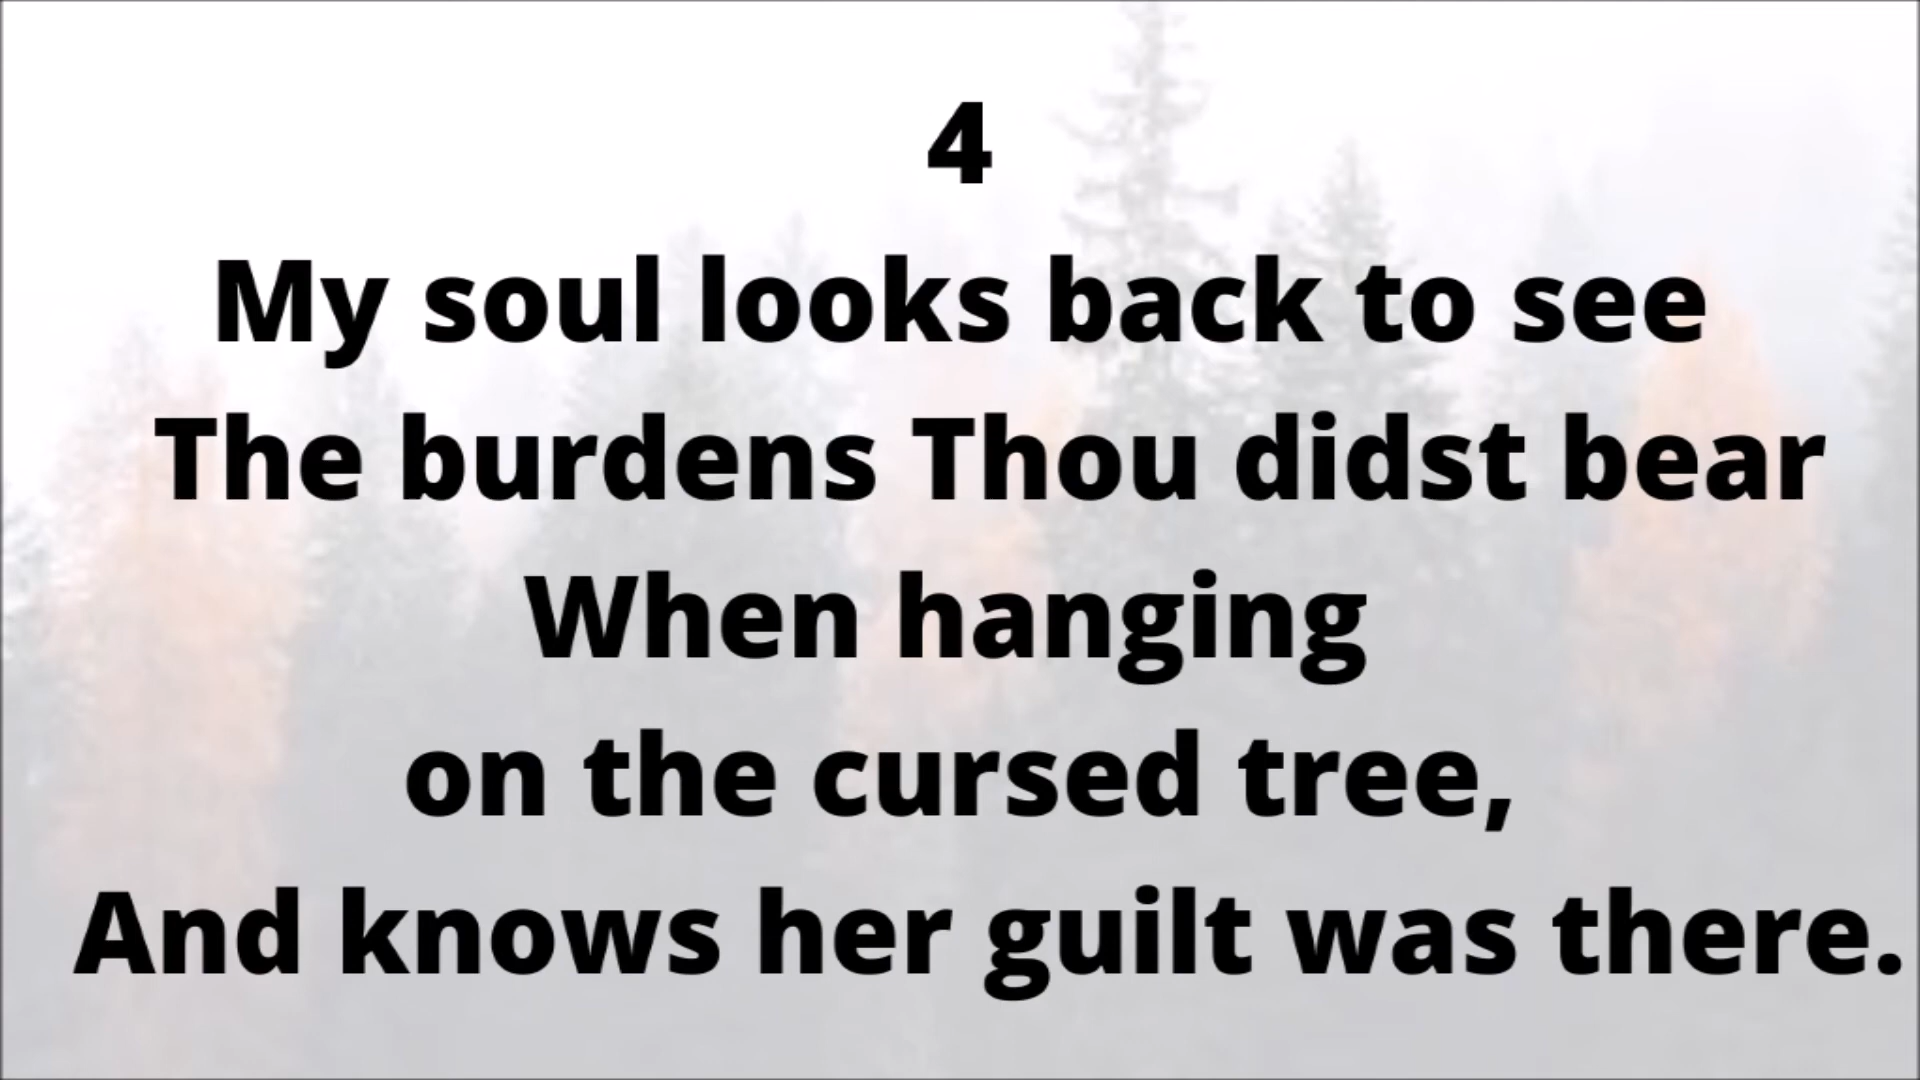 4
My soul looks back to see
The burdens Thou didst bear
When hanging
on the cursed tree,
And knows her guilt was there.